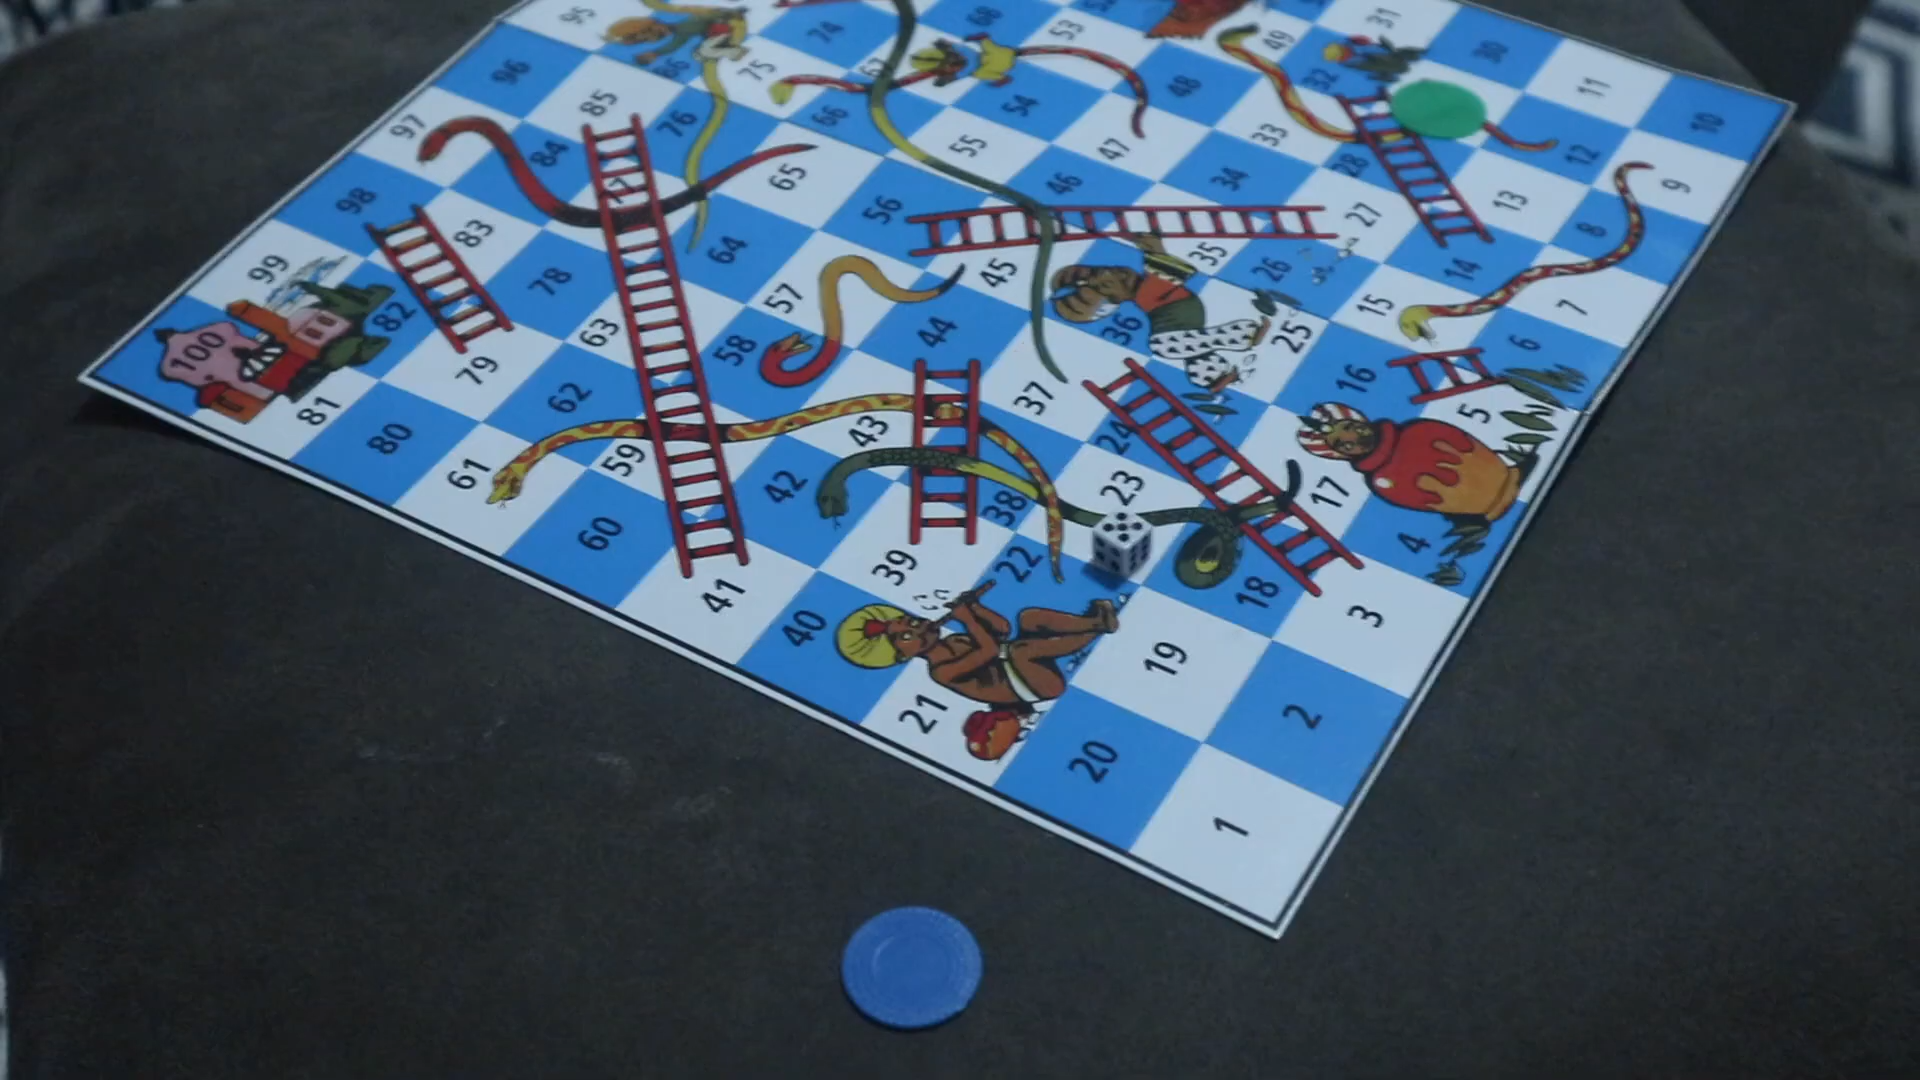 100 99 98 97 96 95
81 82 83 84 85 86
80 79 78 77 76 75 74
61 62 63 64 65 66 67 68
60 59 58 57 56 55 54 53
41 42 43 44 45 46 47 48 49
40 39 38 37 36 35 34 33 32 31
21 22 23 24 25 26 27 28 30
20 19 18 17 16 15 14 13 12 11
1 2 3 4 5 6 7 8 9 10